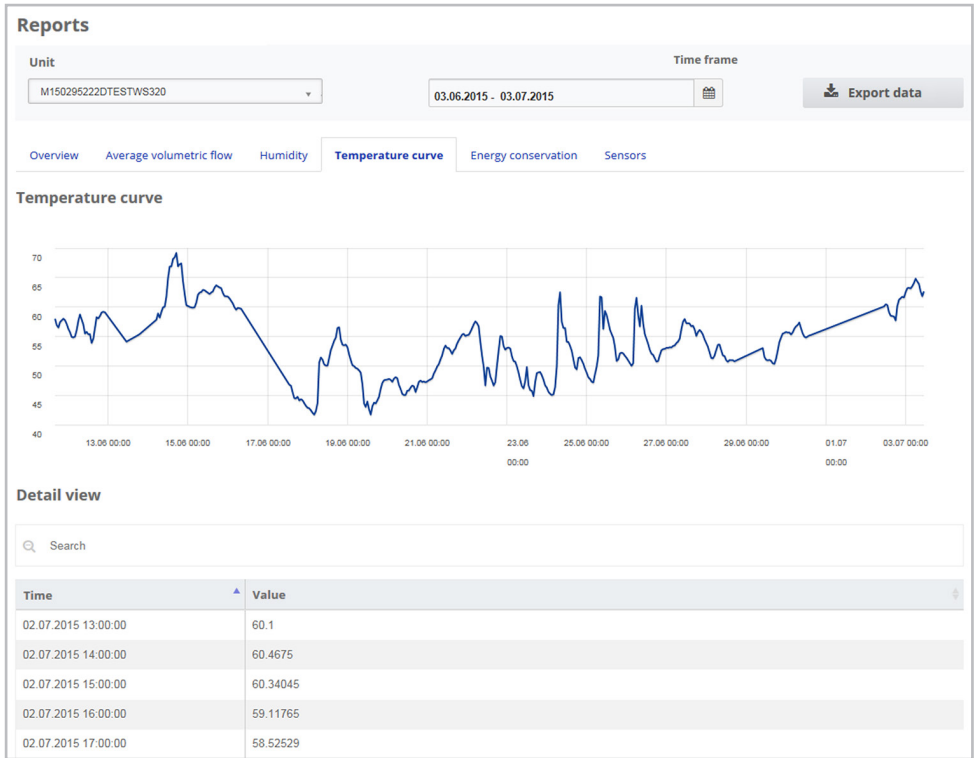 Reports
Unit
Time frame
M150295222DTESTWS320
03.06.2015 - 03.07.2015
Export data
Overview Average volumetric flow Humidity Temperature curve Energy conservation Sensors
Temperature curve
70
65
60
55
50
45
40
13.06 00:00 15.06 00:00 17.06 00:00 19.06 00:00 21.06 00:00 23.06 25.06 00:00 27.06 00:00 29.06 00:00 01.07 03.07 00:00
00:00 00:00
Detail view
Search
Time Value
02.07.2015 13:00:00 60.1
02.07.2015 14:00:00 60.4675
02.07.2015 15:00:00 60.34045
02.07.2015 16:00:00 59.11765
02.07.2015 17:00:00 58.52529